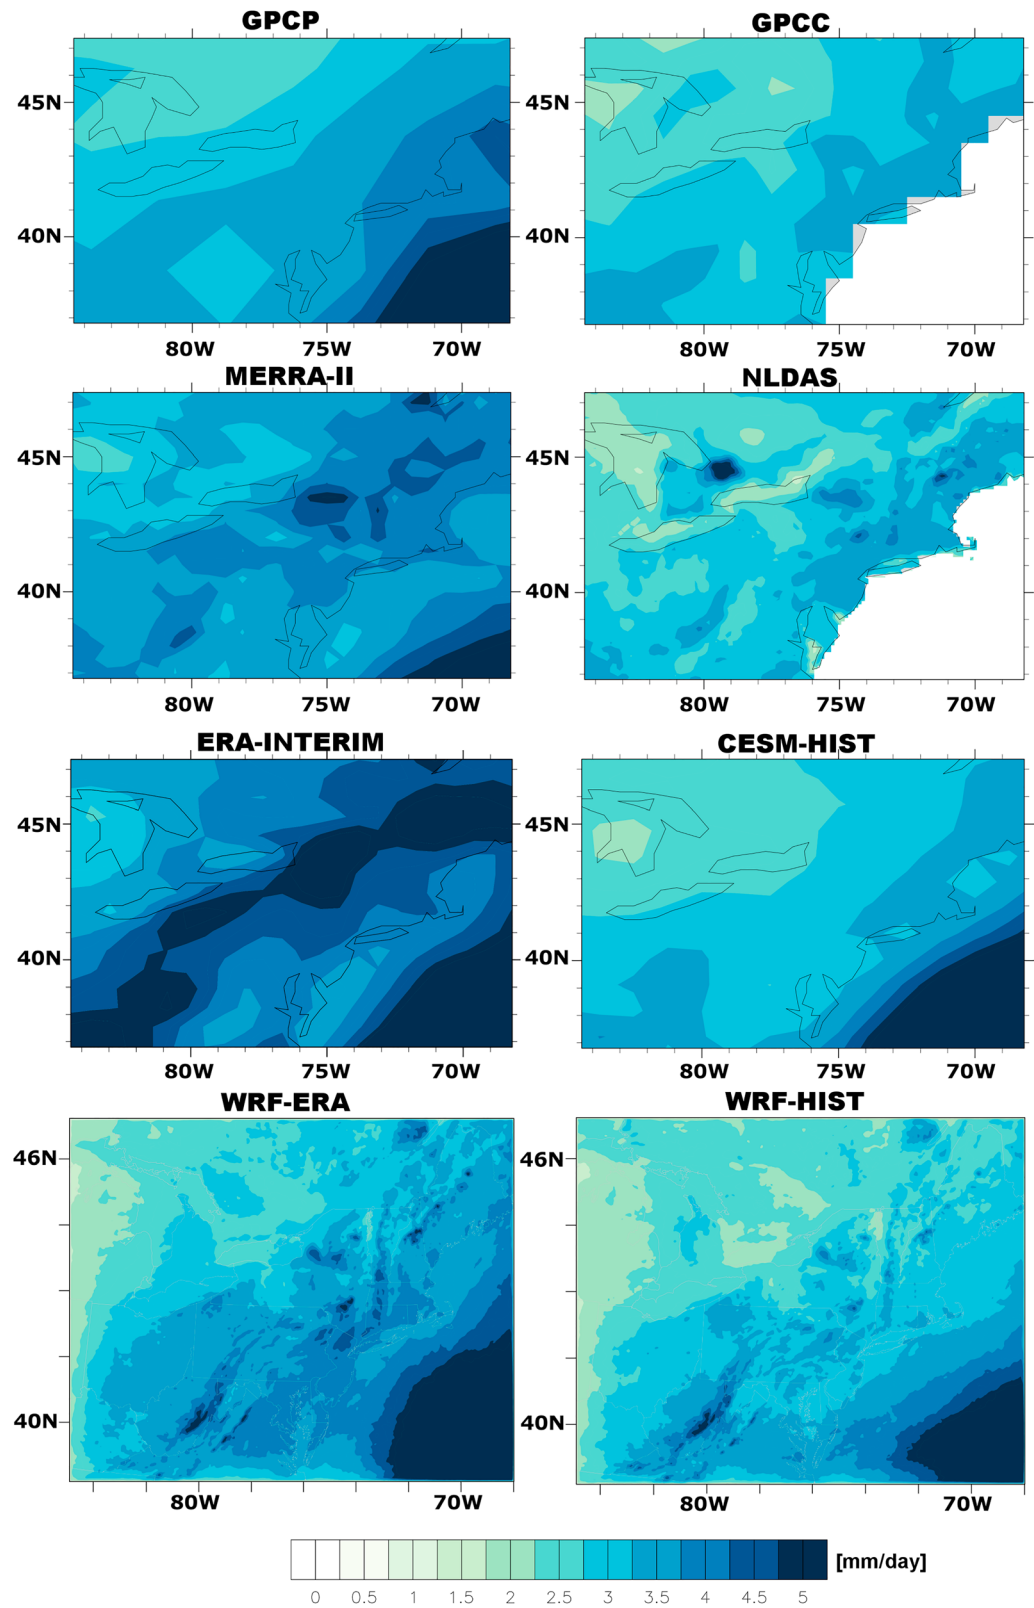 GPCP GPCC
45N 45N
40N 40N
80W 75W 70W 80W 75W 70W
MERRA-II NLDAS
45N 45N
40N 40N
80W 75W 70W 80W 75W 70W
ERA-INTERIM CESM-HIST
45N 45N
40N 40N
80W 75W 70W 80W 75W 70W
WRF-ERA WRF-HIST
46N 46N
40N 40N
80W 70W 80W 70W
[mm/day]
0 0.5 1 1.5 2 2.5 3 3.5 4 4.5 5